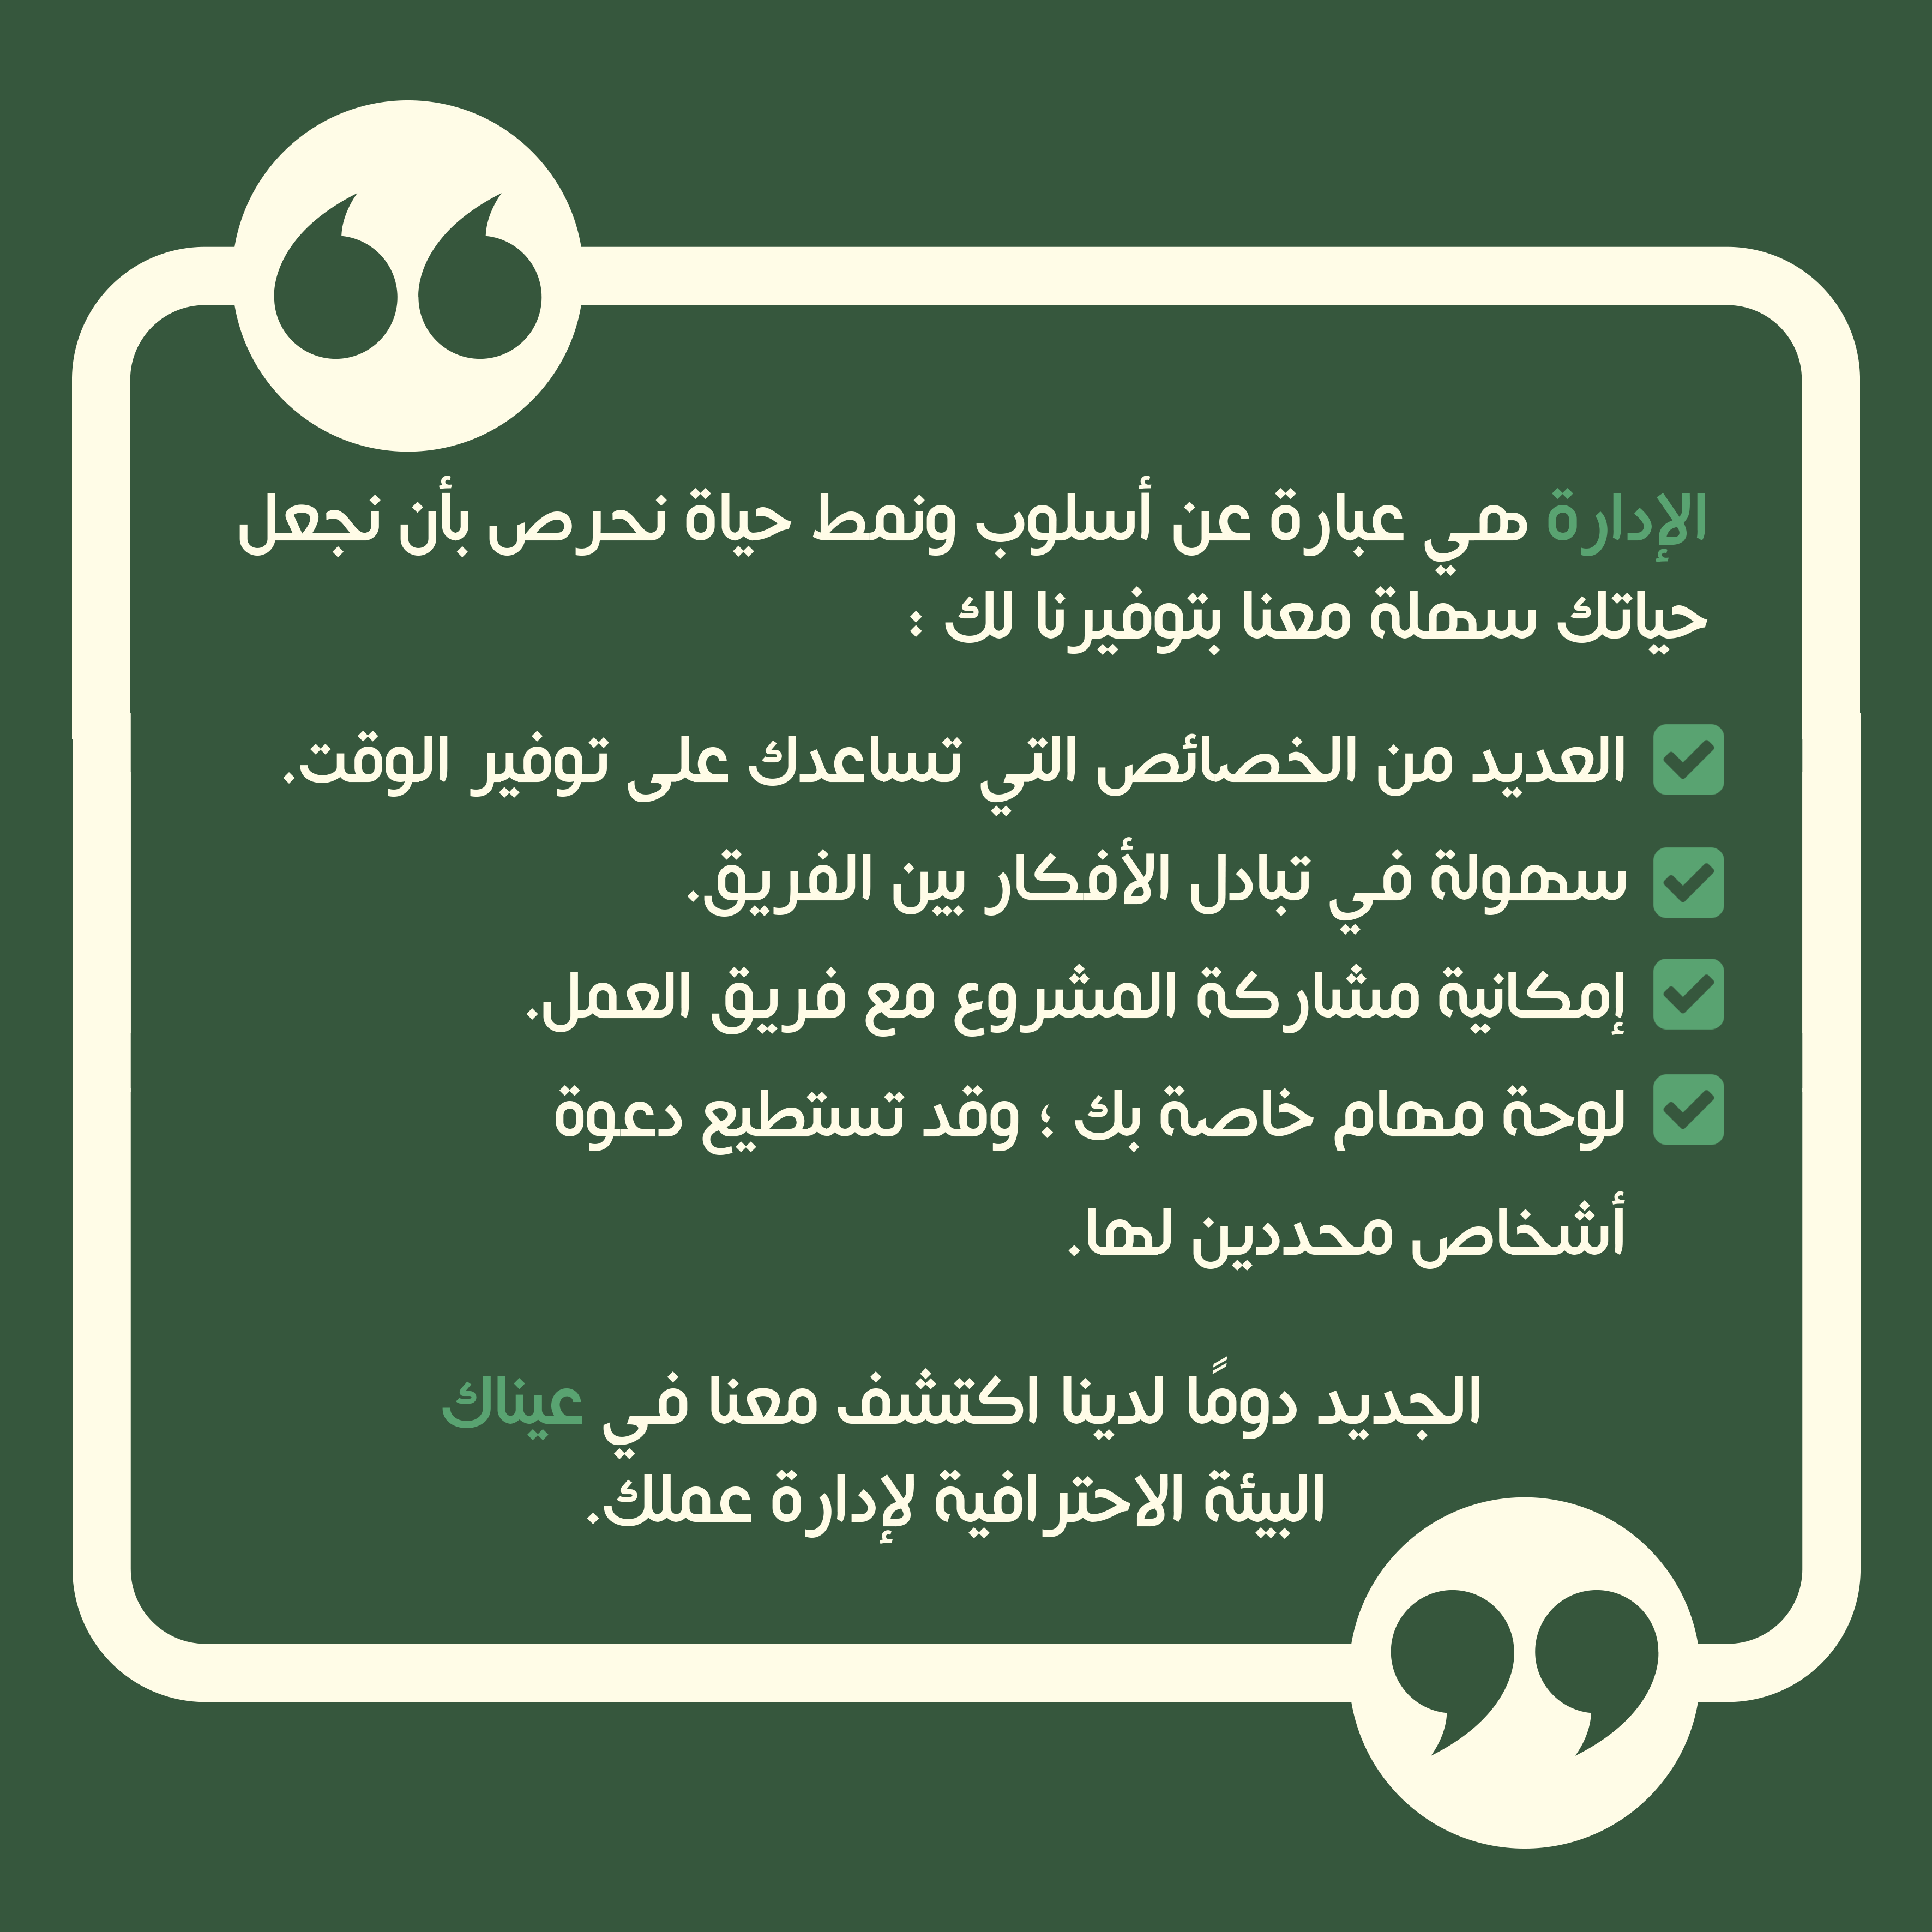 الإدارة هي عبارة عن أسلوب ونمط حياة نحرص بأن نجعل
حياتك سهلة معنا بتوفيرنا لك :
العديد من الخصائص التي تساعدك على توفير الوقت.
سهولة في تبادل الأفكار بين الفريق.
إمكانية مشاركة المشروع مع فريق العمل.
لوحة مهام خاصة بك ؛وقد تستطيع دعوة
أشخاص محددين لها.
الجديد دومًا لدينا اكتشف معنا في عيناك
البيئة الاحترافية لإدارة عملك.